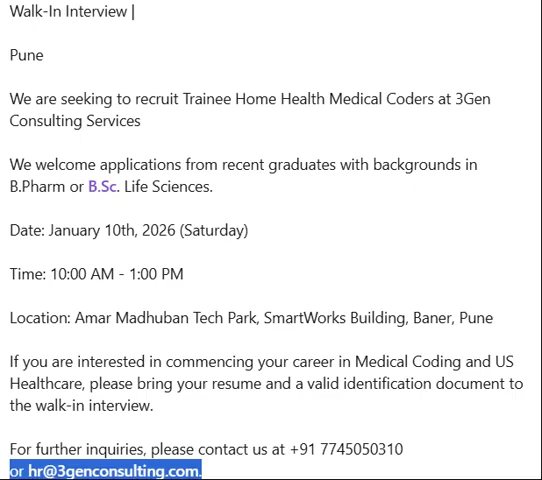 Walk-In Interview |
Pune
We are seeking to recruit Trainee Home Health Medical Coders at 3Gen
Consulting Services
We welcome applications from recent graduates with backgrounds in
B.Pharm or B.Sc. Life Sciences.
Date: January 10th, 2026 (Saturday)
Time: 10:00 AM - 1:00 PM
Location: Amar Madhuban Tech Park, SmartWorks Building, Baner, Pune
If you are interested in commencing your career in Medical Coding and US
Healthcare, please bring your resume and a valid identification document to
the walk-in interview.
For further inquiries, please contact us at +91 7745050310
or hr@3genconsulting.com.